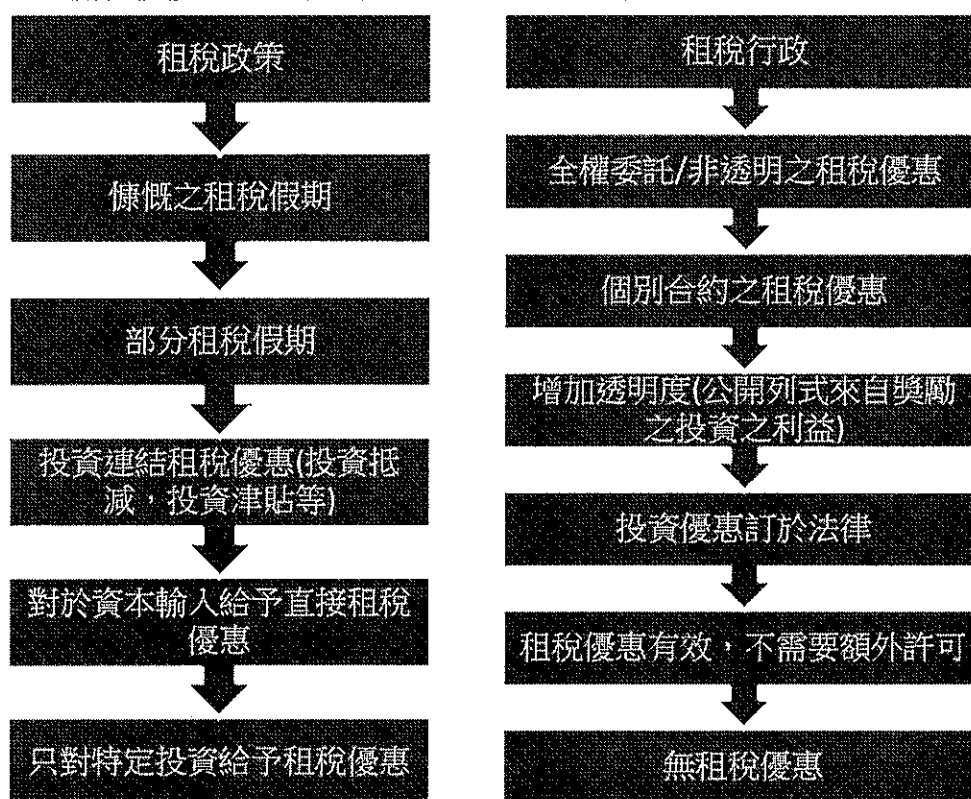 租稅政策
慷慨之租稅假期
部分租稅假期
投資連結租稅優惠(投資抵
減，投資津貼等)
對於資本輸入給予直接租稅
優惠
只對特定投資給予租稅優惠
租稅行政
全權委託/非透明之租稅優惠
個別合約之租稅優惠
增加透明度(公開列式來自獎勵
之投資之利益)
投資優惠訂於法律
租稅優惠有效，不需要額外許可
無租稅優惠